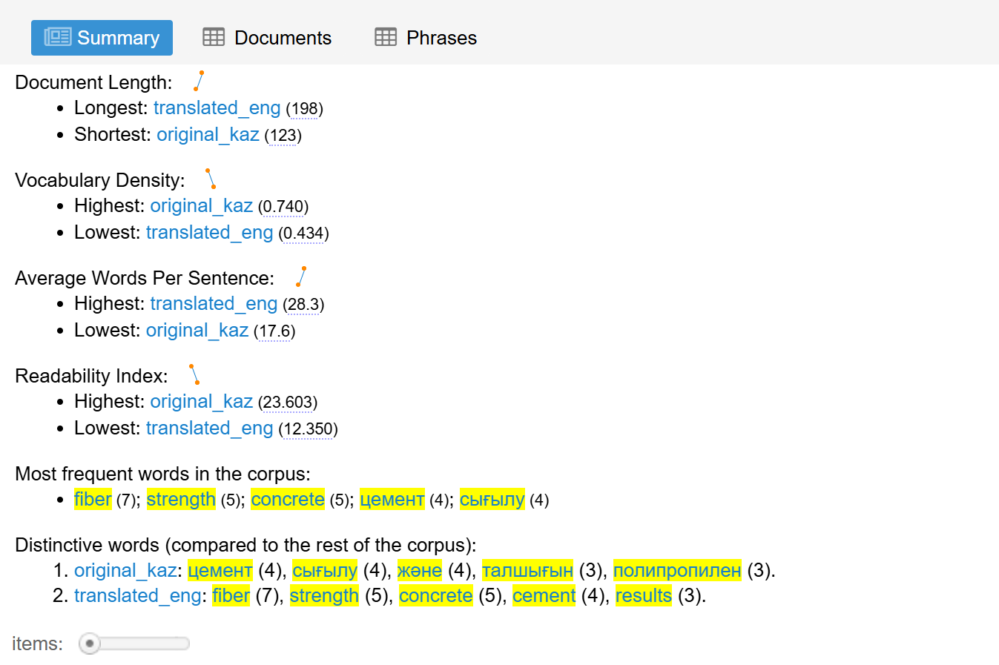 Summary Documents Phrases
Document Length:
• Longest: translated_eng (198)
• Shortest: original_kaz (123)
Vocabulary Density:
• Highest: original_kaz (0.740)
• Lowest: translated_eng (0.434)
Average Words Per Sentence:
• Highest: translated_eng (28.3)
• Lowest: original_kaz (17.6)
Readability Index:
• Highest: original_kaz (23.603)
• Lowest: translated_eng (12.350)
Most frequent words in the corpus:
• fiber (7); strength (5); concrete (5); цемент (4); сығылу (4)
Distinctive words (compared to the rest of the corpus):
1. original_kaz: цемент (4), сығылу (4), және (4), талшығын (3), полипропилен (3).
2. translated_eng: fiber (7), strength (5), concrete (5), cement (4), results (3).
items: